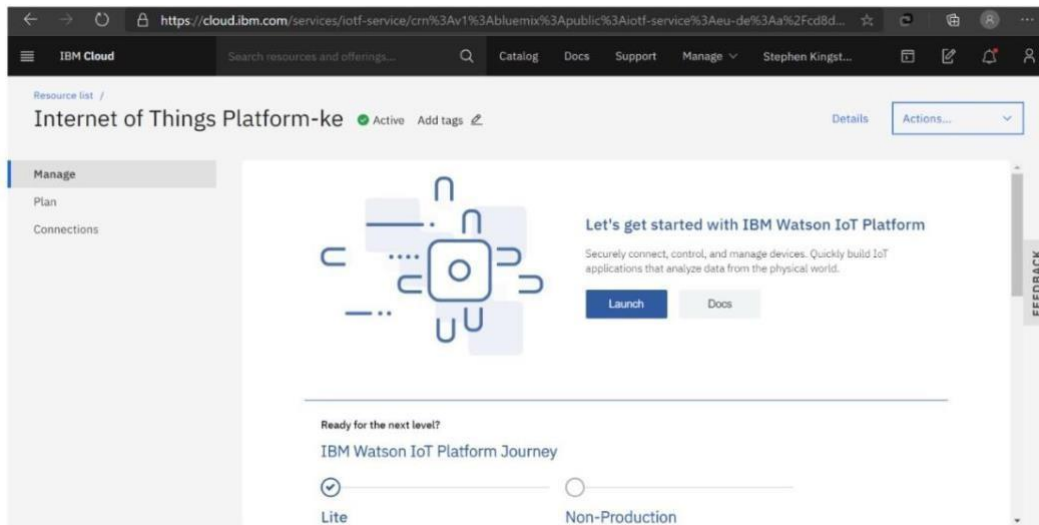 https://cloud.ibm.com/services/iotf-service/crn%3Av1%3Abluemix%3Apublic%3Aiotf-service%3Aeu-de%3Aa%2Fcd8d...
IBM Cloud
Search resources and offerings...
Catalog
Docs
Support
Manage
Stephen Kingst...
Resource list /
Internet of Things Platform-ke
Active
Add tags
Details
Actions...
Manage
Plan
Connections
Let's get started with IBM Watson IoT Platform
Securely connect, control, and manage devices. Quickly build IoT
applications that analyze data from the physical world.
Launch
Docs
FEEDBACK
Ready for the next level?
IBM Watson IoT Platform Journey
Lite
Non-Production